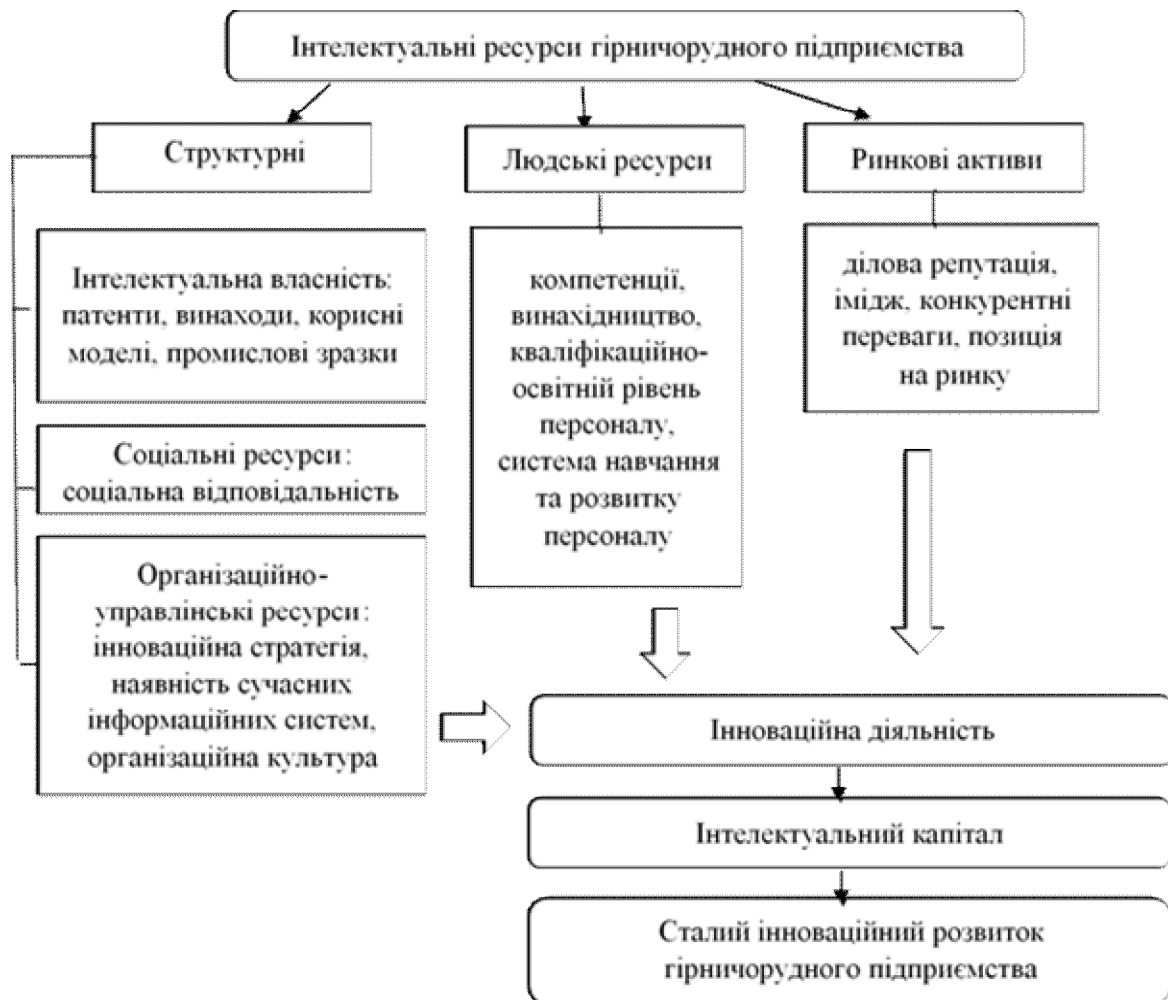 Інтелектуальні ресурси гірничорудного підприємства
Структурні
Людські ресурси
Ринкові активи
Інтелектуальна власність:
патенти, винаходи, корисні
моделі, промислові зразки
Соціальні ресурси:
соціальна відповідальність
Організаційно-
управлінські ресурси:
інноваційна стратегія,
наявність сучасних
інформаційних систем,
організаційна культура
компетенції,
винахідництво,
кваліфікаційно-
освітній рівень
персоналу,
система навчання
та розвитку
персоналу
ділова репутація,
імідж, конкурентні
переваги, позиція
на ринку
Інноваційна діяльність
Інтелектуальний капітал
Сталий інноваційний розвиток
гірничорудного підприємства